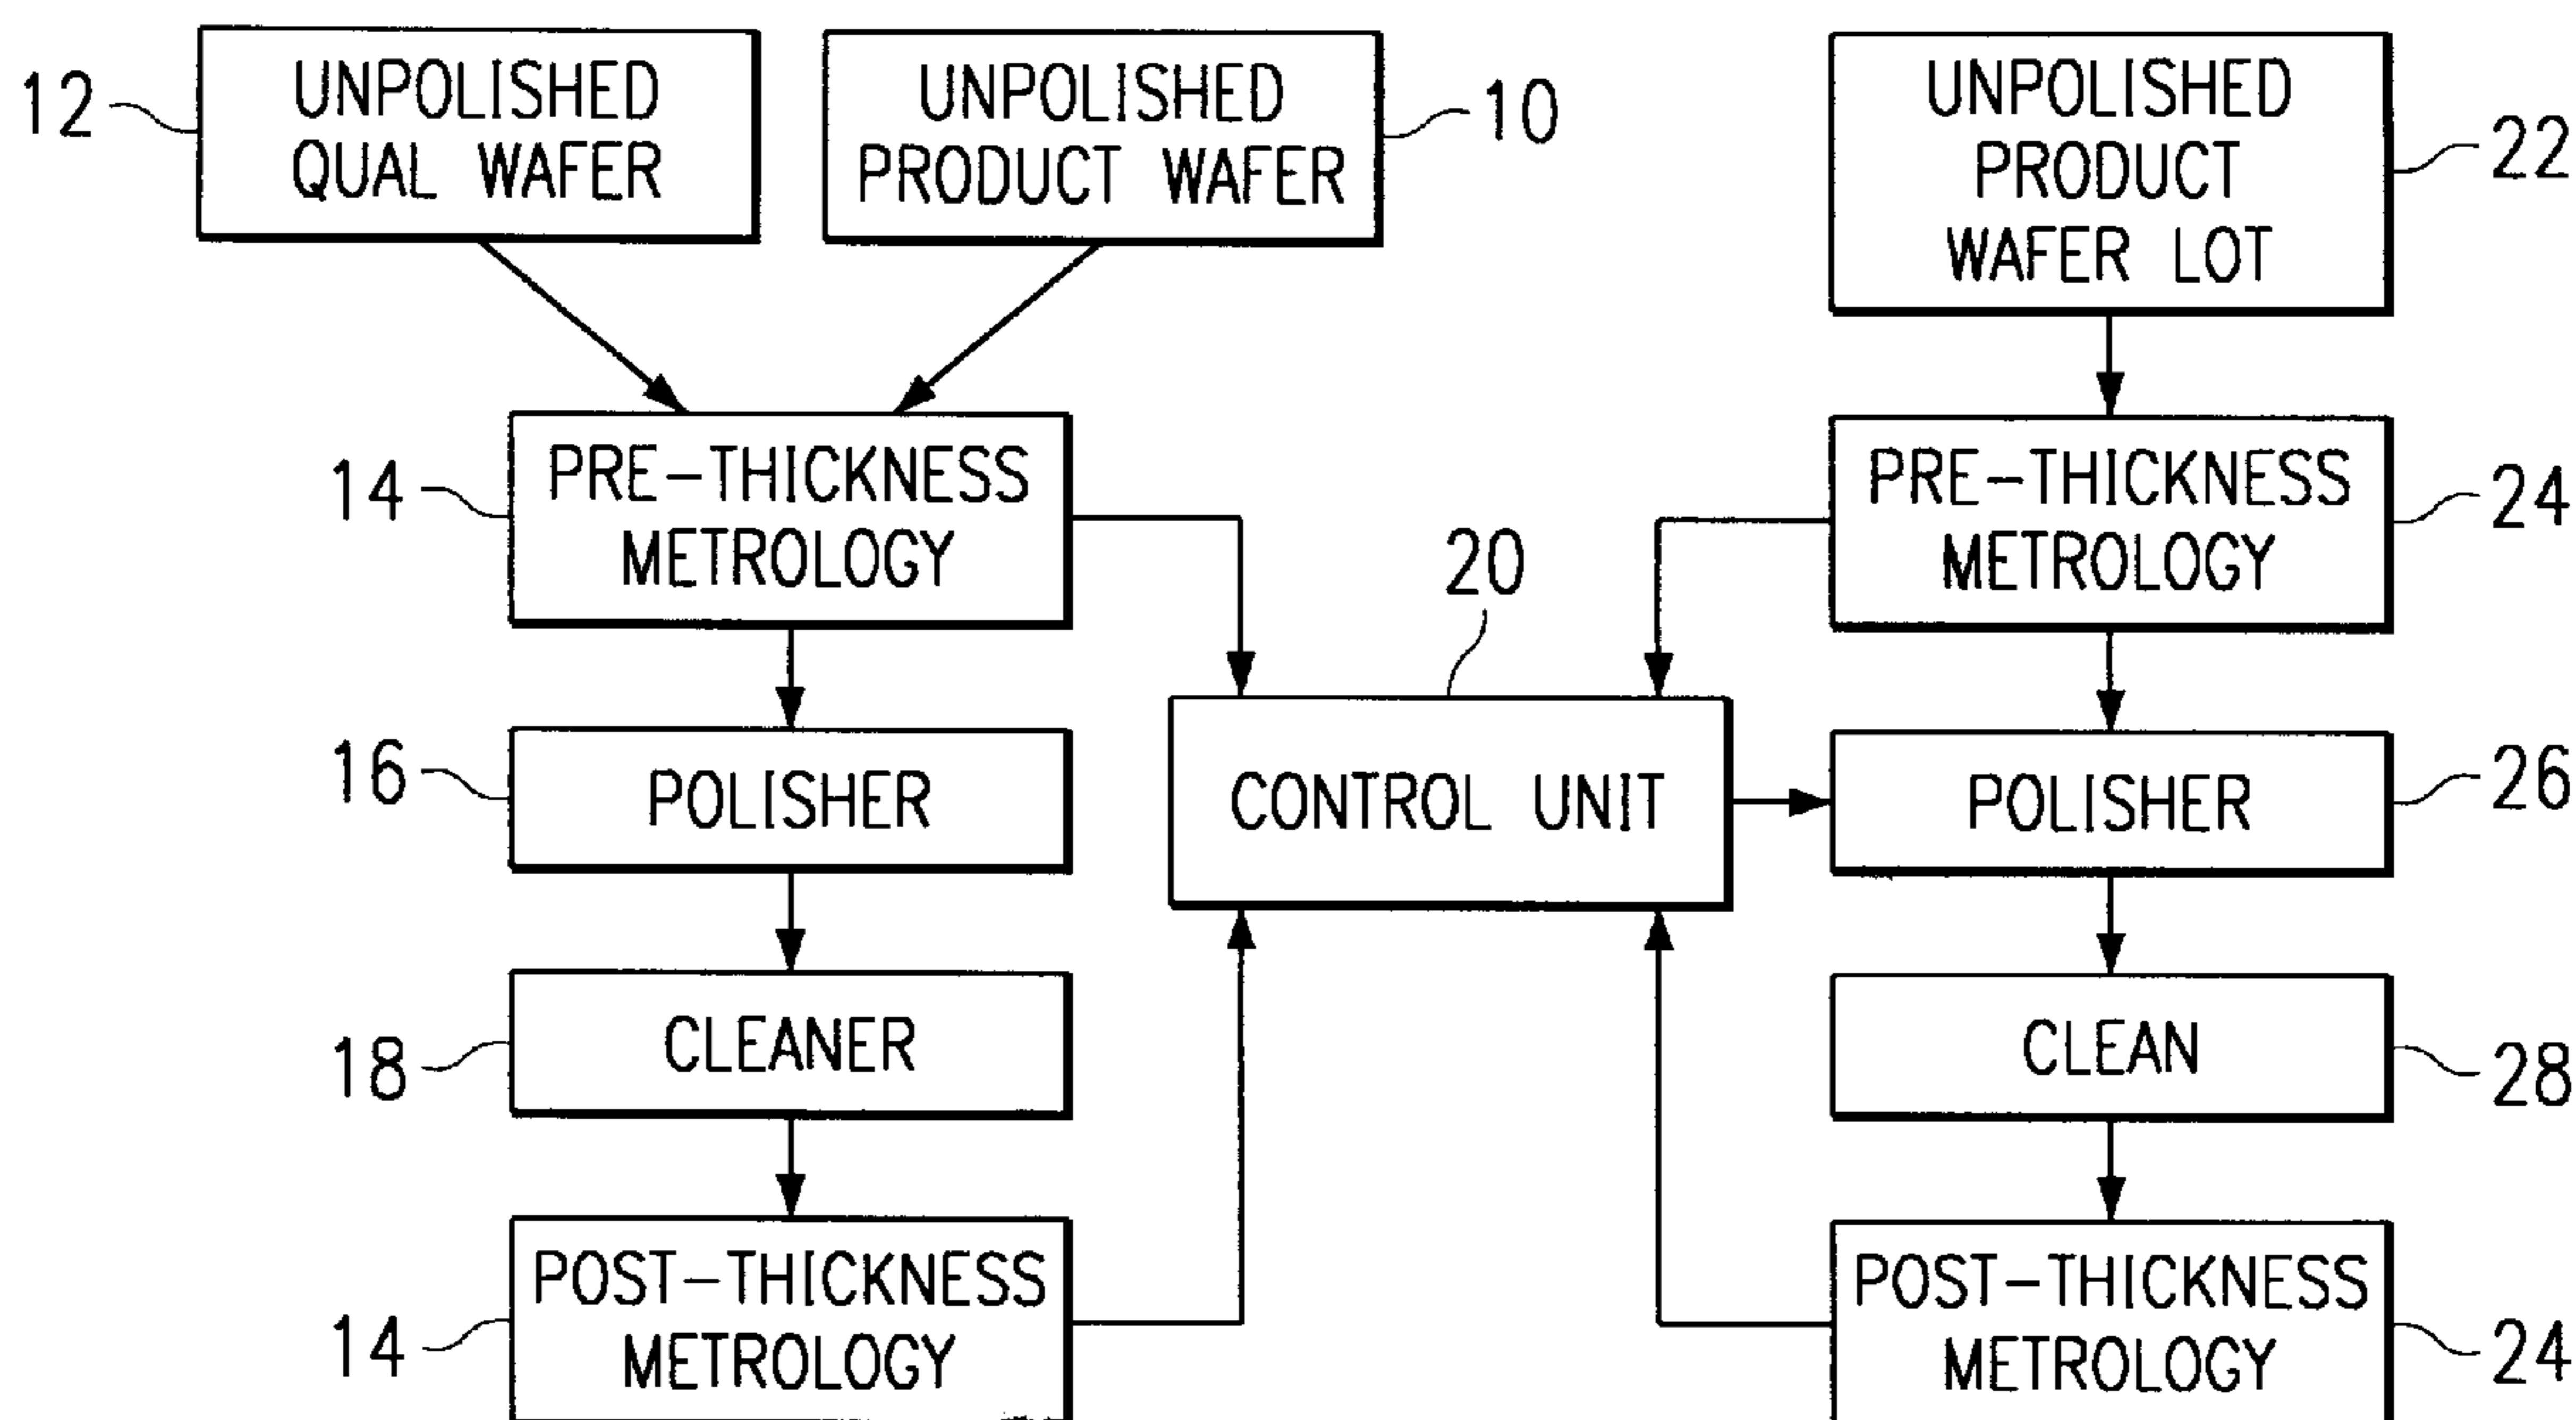 12
UNPOLISHED
QUAL WAFER
UNPOLISHED
PRODUCT WAFER
10
UNPOLISHED
PRODUCT
WAFER LOT
22
14
PRE-THICKNESS
METROLOGY
20
PRE-THICKNESS
METROLOGY
24
16
POLISHER
CONTROL UNIT
POLISHER
26
18
CLEANER
CLEAN
28
14
POST-THICKNESS
METROLOGY
POST-THICKNESS
METROLOGY
24